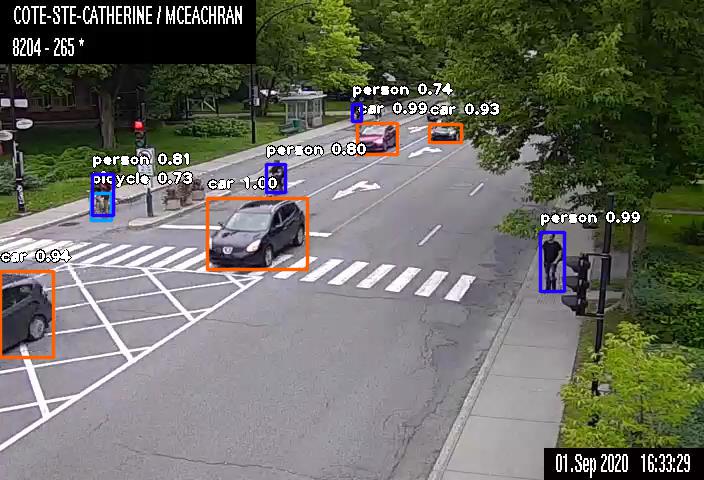 COTE-STE-CATHERINE / MCEACHRAN
8204 - 265 *
person 0.74
car 0.99
car 0.93
person 0.80
person 0.81
bicycle 0.73
car 1.00
person 0.99
car 0.94
01.Sep 2020 16:33:29